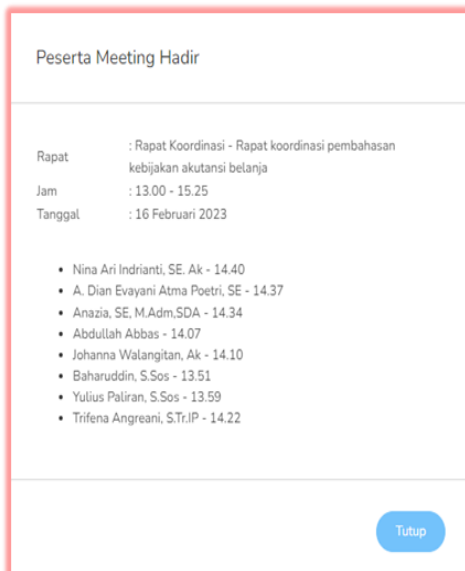 Peserta Meeting Hadir
Rapat : Rapat Koordinasi - Rapat koordinasi pembahasan
kebijakan akutansi belanja
Jam : 13.00 - 15.25
Tanggal : 16 Februari 2023
• Nina Ari Indrianti, SE. Ak - 14.40
• A. Dian Evayani Atma Poetri, SE - 14.37
• Anazia, SE, M.Adm,SDA - 14.34
• Abdullah Abbas - 14.07
• Johanna Walangitan, Ak - 14.10
• Baharuddin, S.Sos - 13.51
• Yulius Paliran, S.Sos - 13.59
• Trifena Angreani, S.Tr.IP - 14.22
Tutup